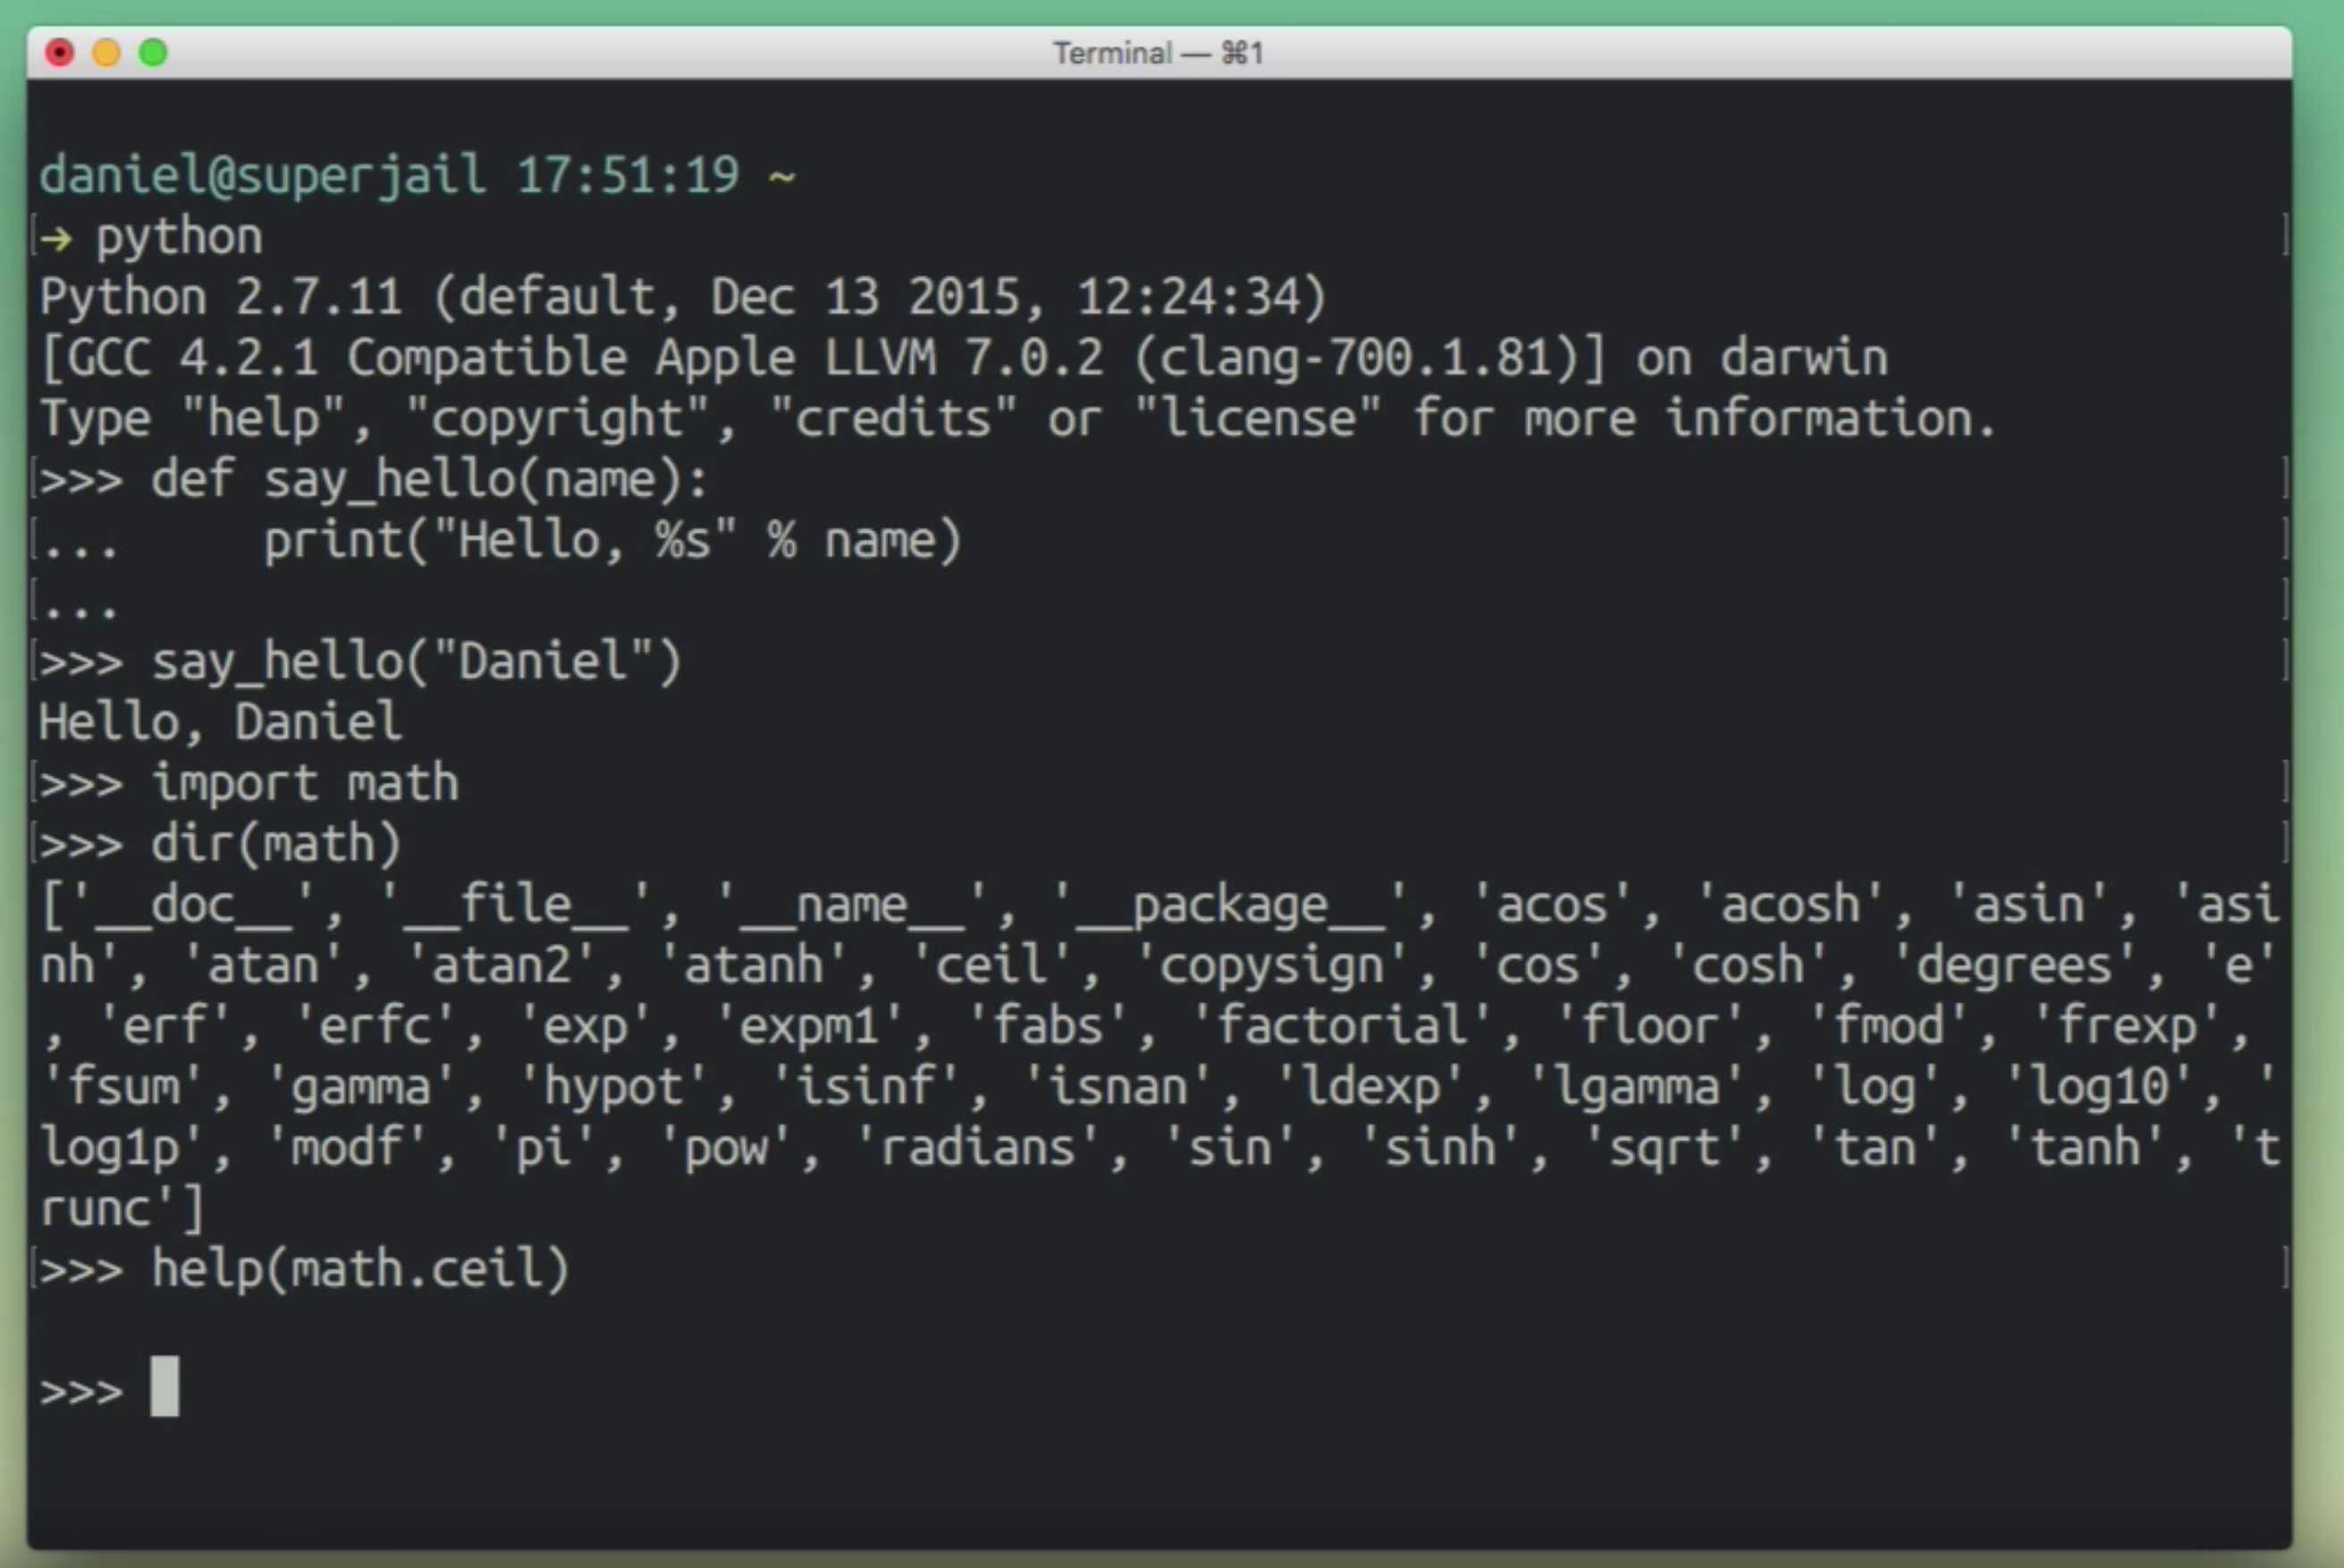 Terminal — ⌘1
daniel@superjail 17:51:19 ~
→ python
Python 2.7.11 (default, Dec 13 2015, 12:24:34)
[GCC 4.2.1 Compatible Apple LLVM 7.0.2 (clang-700.1.81)] on darwin
Type "help", "copyright", "credits" or "license" for more information.
>>> def say_hello(name):
...     print("Hello, %s" % name)
...
>>> say_hello("Daniel")
Hello, Daniel
>>> import math
>>> dir(math)
['__doc__', '__file__', '__name__', '__package__', 'acos', 'acosh', 'asin', 'asi
nh', 'atan', 'atan2', 'atanh', 'ceil', 'copysign', 'cos', 'cosh', 'degrees', 'e'
, 'erf', 'erfc', 'exp', 'expm1', 'fabs', 'factorial', 'floor', 'fmod', 'frexp',
'fsum', 'gamma', 'hypot', 'isinf', 'isnan', 'ldexp', 'lgamma', 'log', 'log10', '
log1p', 'modf', 'pi', 'pow', 'radians', 'sin', 'sinh', 'sqrt', 'tan', 'tanh', 't
runc']
>>> help(math.ceil)
>>>